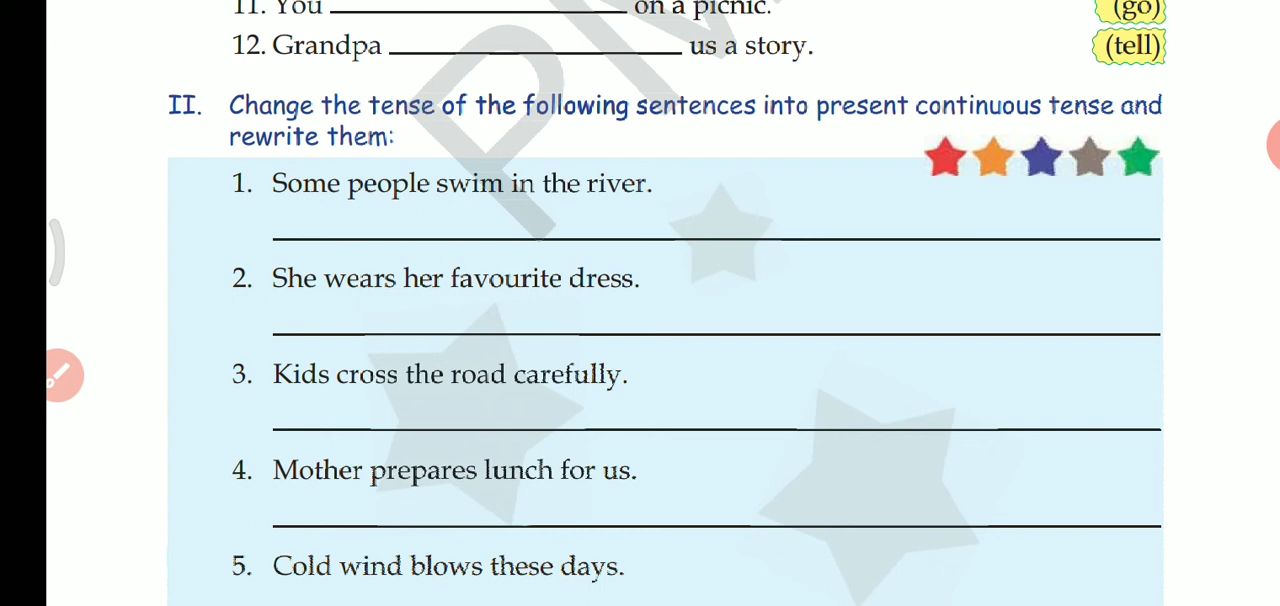 11. You ____________ on a picnic. (go)
12. Grandpa ____________ us a story. (tell)
II. Change the tense of the following sentences into present continuous tense and
rewrite them:
1. Some people swim in the river.
2. She wears her favourite dress.
3. Kids cross the road carefully.
4. Mother prepares lunch for us.
5. Cold wind blows these days.